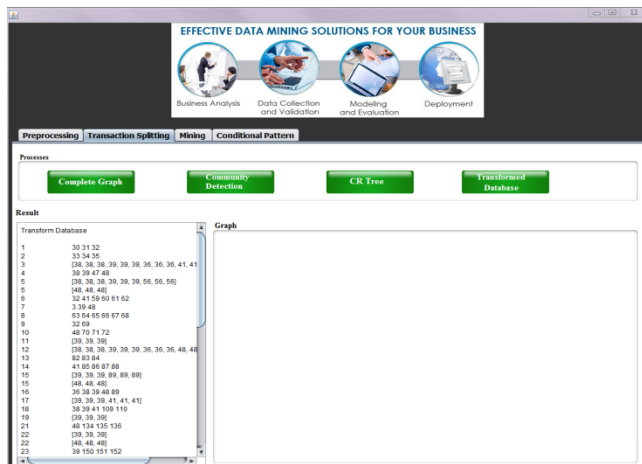 EFFECTIVE DATA MINING SOLUTIONS FOR YOUR BUSINESS
Business Analysis
Data Collection
and Validation
Modeling
and Evaluation
Deployment
Preprocessing Transaction Splitting Mining Conditional Pattern
Processes
Complete Graph
Community
Detection
CR Tree
Transformed
Database
Result
Graph
Transform Database
1 30 31 32
2 33 34 35
3 [38, 38, 38, 39, 39, 39, 36, 36, 36, 41, 41
4 38 39 47 48
5 [38, 38, 38, 39, 39, 39, 56, 56, 56]
5 [48, 48, 48]
6 32 41 59 60 61 62
7 3 39 48
8 63 64 65 66 67 68
9 32 69
10 48 70 71 72
11 [39, 39, 39]
12 [38, 38, 38, 39, 39, 39, 36, 36, 36, 48, 48
13 82 83 84
14 41 85 86 87 88
15 [39, 39, 39, 89, 89, 89]
15 [48, 48, 48]
16 36 38 39 48 89
17 [39, 39, 39, 41, 41, 41]
18 38 39 41 109 110
19 [39, 39, 39]
21 48 134 135 136
22 [39, 39, 39]
22 [48, 48, 48]
23 39 150 151 152